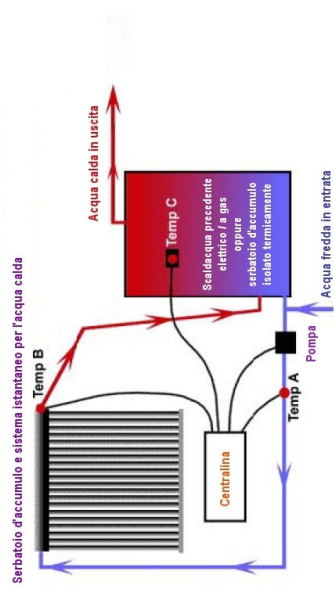 Serbatoio d'accumulo e sistema istantaneo per l'acqua calda
Temp B
Acqua calda in uscita
Temp C
Scaldacqua precedente
elettrico / a gas
oppure
serbatoio d'accumulo
isolato termicamente
Acqua fredda in entrata
Pompa
Temp A
Centralina